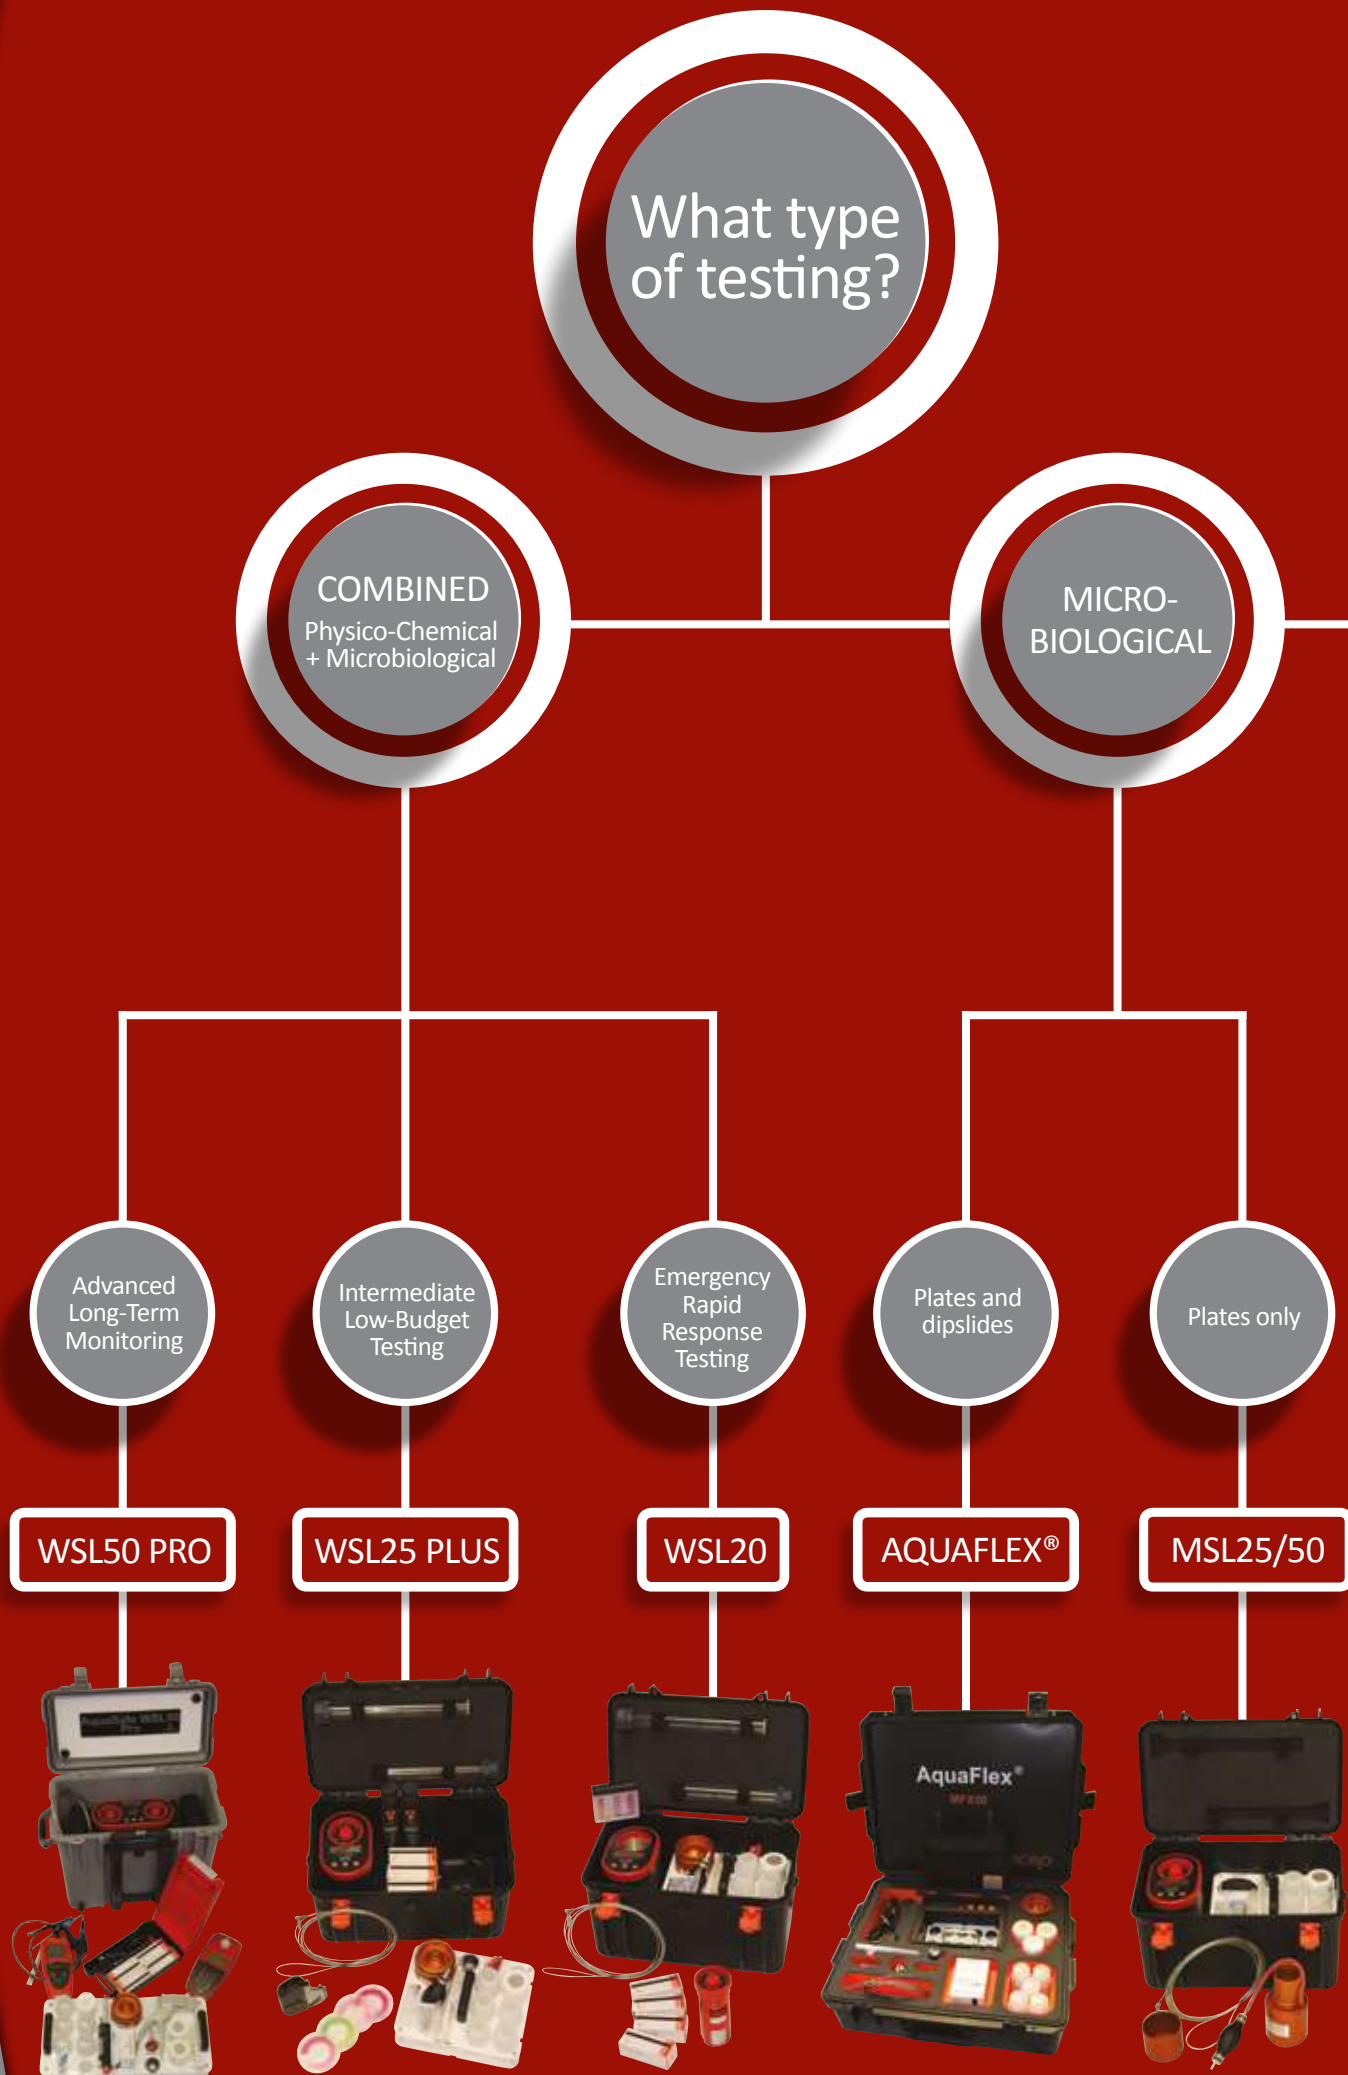 What type
of testing?
COMBINED
Physico-Chemical
+ Microbiological
MICRO-
BIOLOGICAL
Advanced
Long-Term
Monitoring
Intermediate
Low-Budget
Testing
Emergency
Rapid
Response
Testing
Plates and
dipslides
Plates only
WSL50 PRO
WSL25 PLUS
WSL20
AQUAFLEX®
MSL25/50
Pro
AquaFlex®